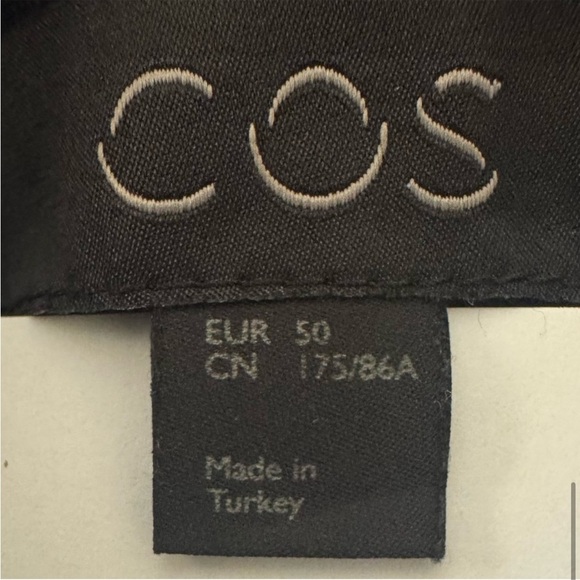 COS
EUR 50
CN 175/86A
Made in
Turkey